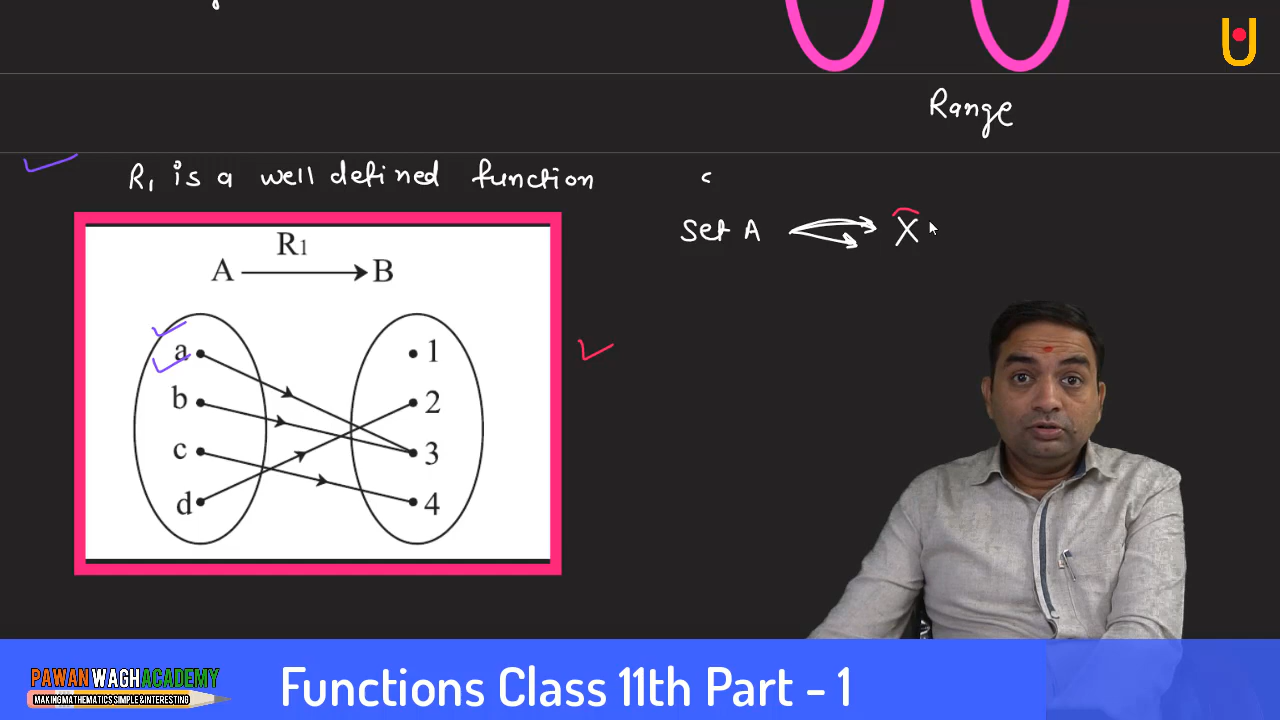 Range
R₁ is a well defined function
Set A X
R1
A B
a 1
b 2
c 3
d 4
PAWAN WAGH ACADEMY
MAKING MATHEMATICS SIMPLE & INTERESTING
Functions Class 11th Part - 1